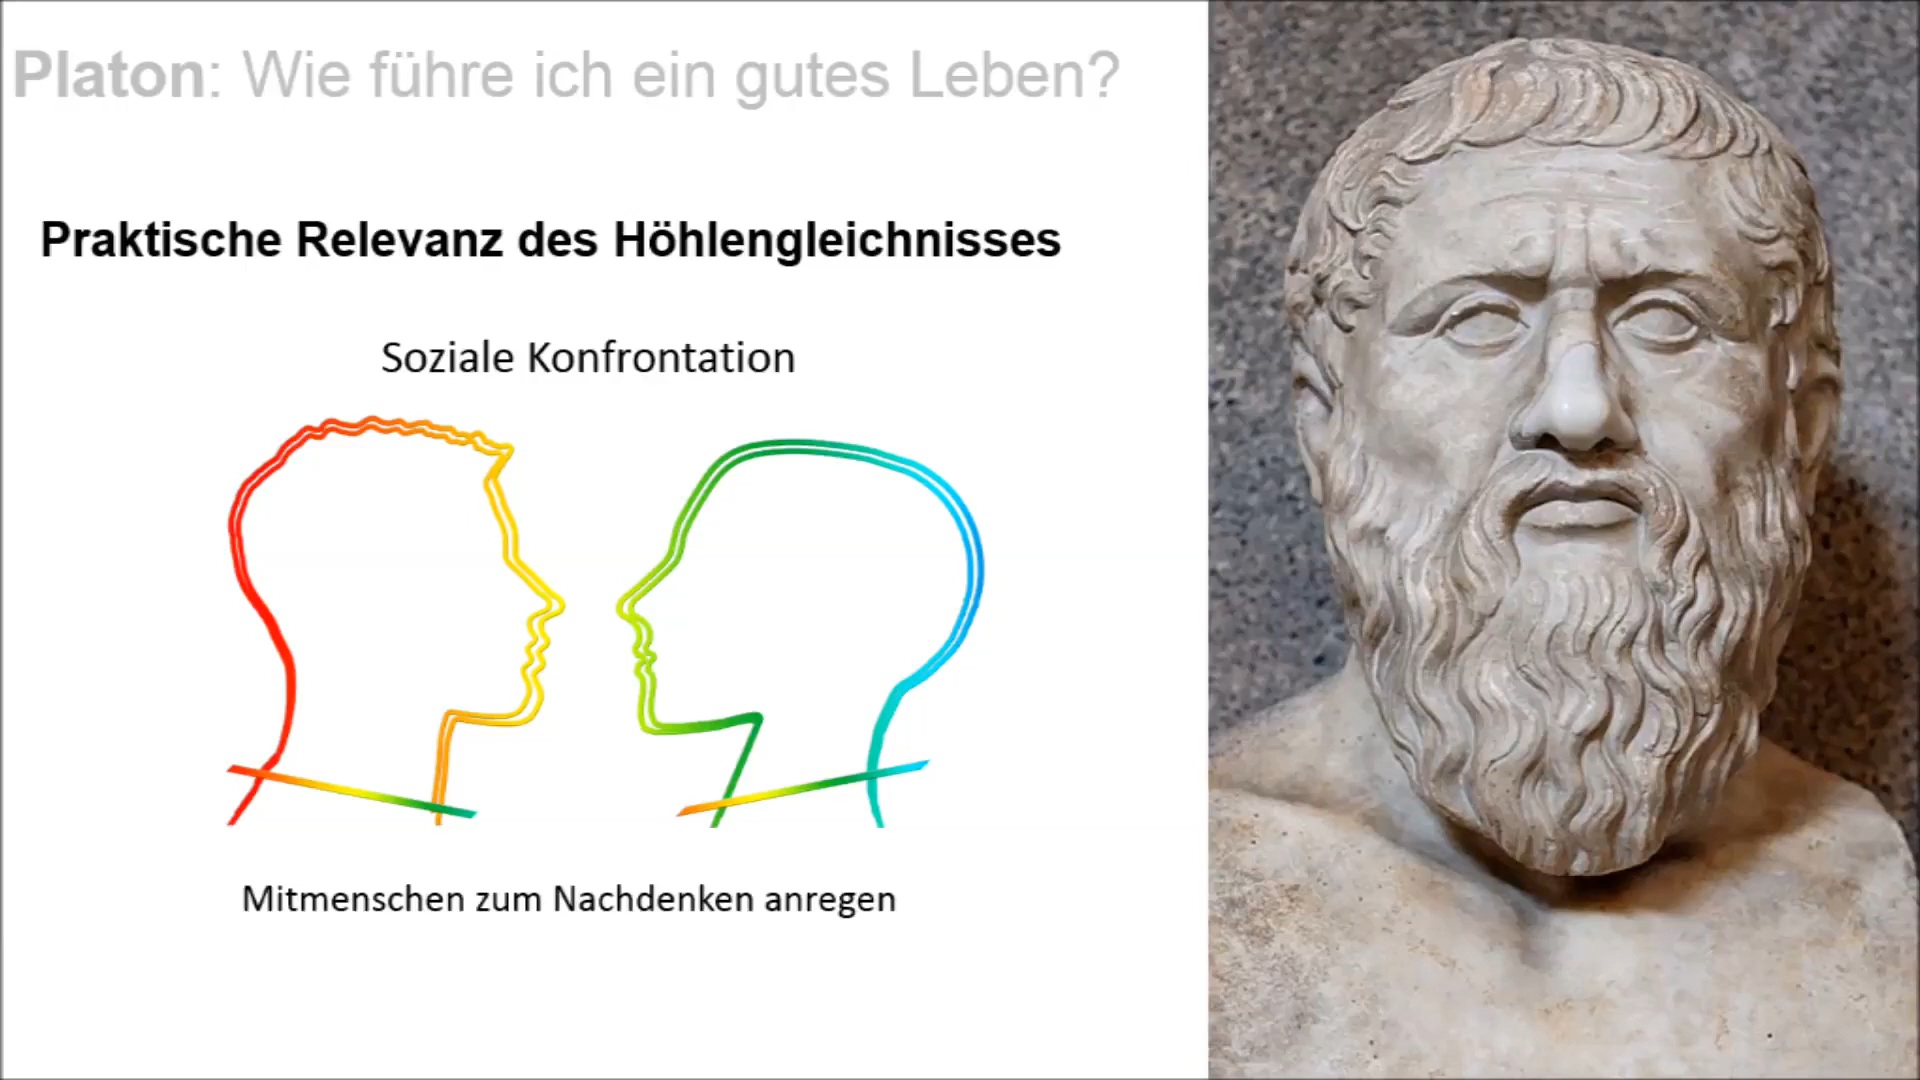 Platon: Wie führe ich ein gutes Leben?
Praktische Relevanz des Höhlengleichnisses
Soziale Konfrontation
Mitmenschen zum Nachdenken anregen